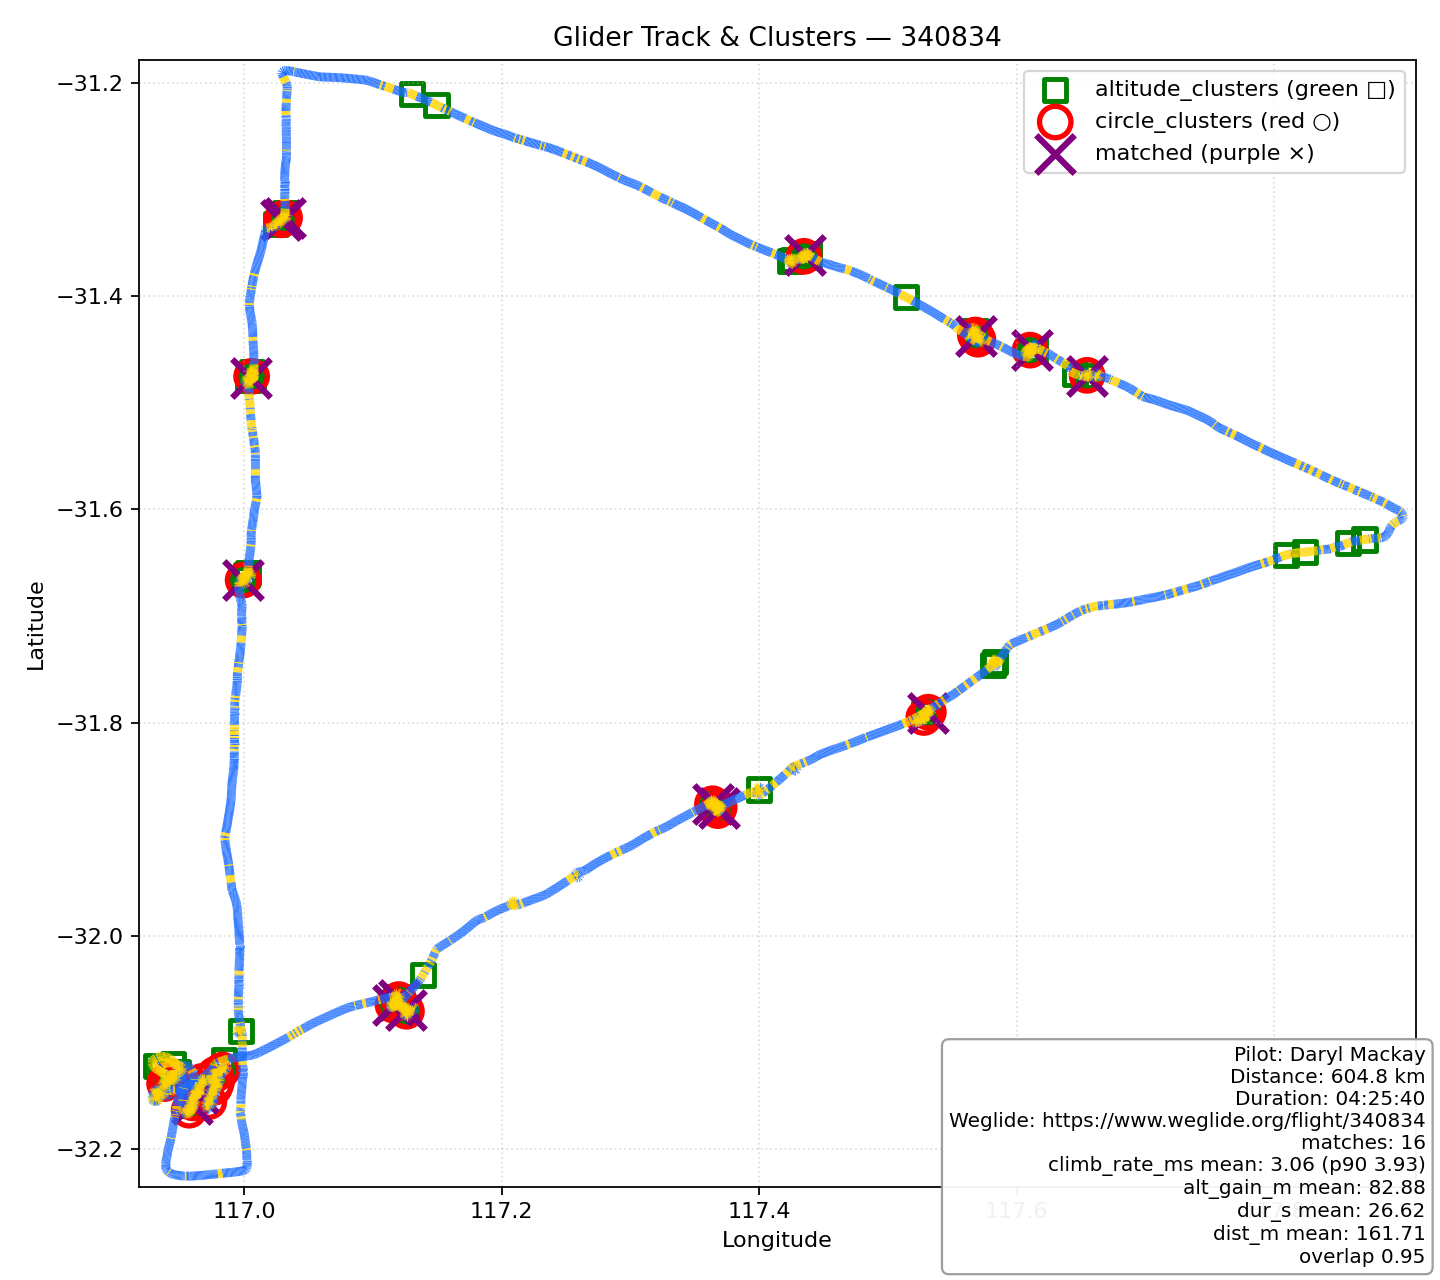 Glider Track & Clusters — 340834
altitude_clusters (green □)
circle_clusters (red ○)
matched (purple ×)
−31.2
−31.4
−31.6
−31.8
−32.0
−32.2
Latitude
117.0
117.2
117.4
117.6
Longitude
Pilot: Daryl Mackay
Distance: 604.8 km
Duration: 04:25:40
Weglide: https://www.weglide.org/flight/340834
matches: 16
climb_rate_ms mean: 3.06 (p90 3.93)
alt_gain_m mean: 82.88
dur_s mean: 26.62
dist_m mean: 161.71
overlap 0.95